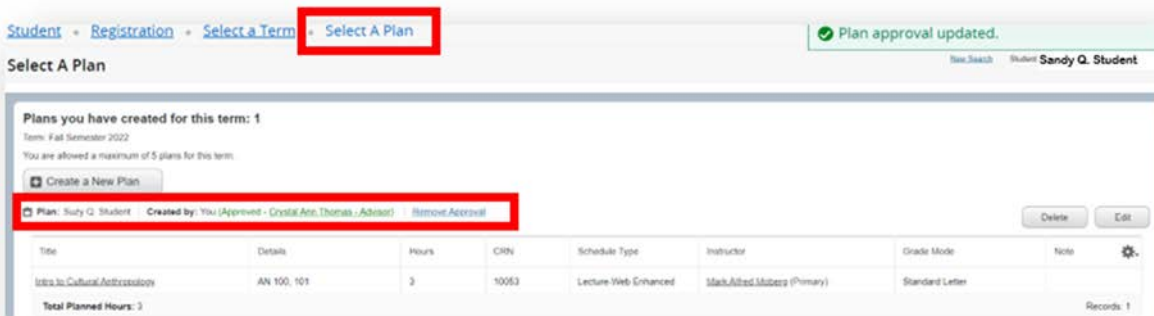 Student • Registration • Select a Term • Select A Plan
Plan approval updated.
Select A Plan
New Search Student Sandy Q. Student
Plans you have created for this term: 1
Term: Fall Semester 2022
You are allowed a maximum of 5 plans for this term.
Create a New Plan
Plan: Suzy Q. Student Created by: You (Approved - Crystal Ann Thomas - Advisor) Remove Approval
Delete Edit
Title Details Hours CRN Schedule Type Instructor Grade Mode Note
Intro to Cultural Anthropology AN 100, 101 3 10053 Lecture-Web Enhanced Mark Alfred Moberg (Primary) Standard Letter
Total Planned Hours: 3 Records: 1